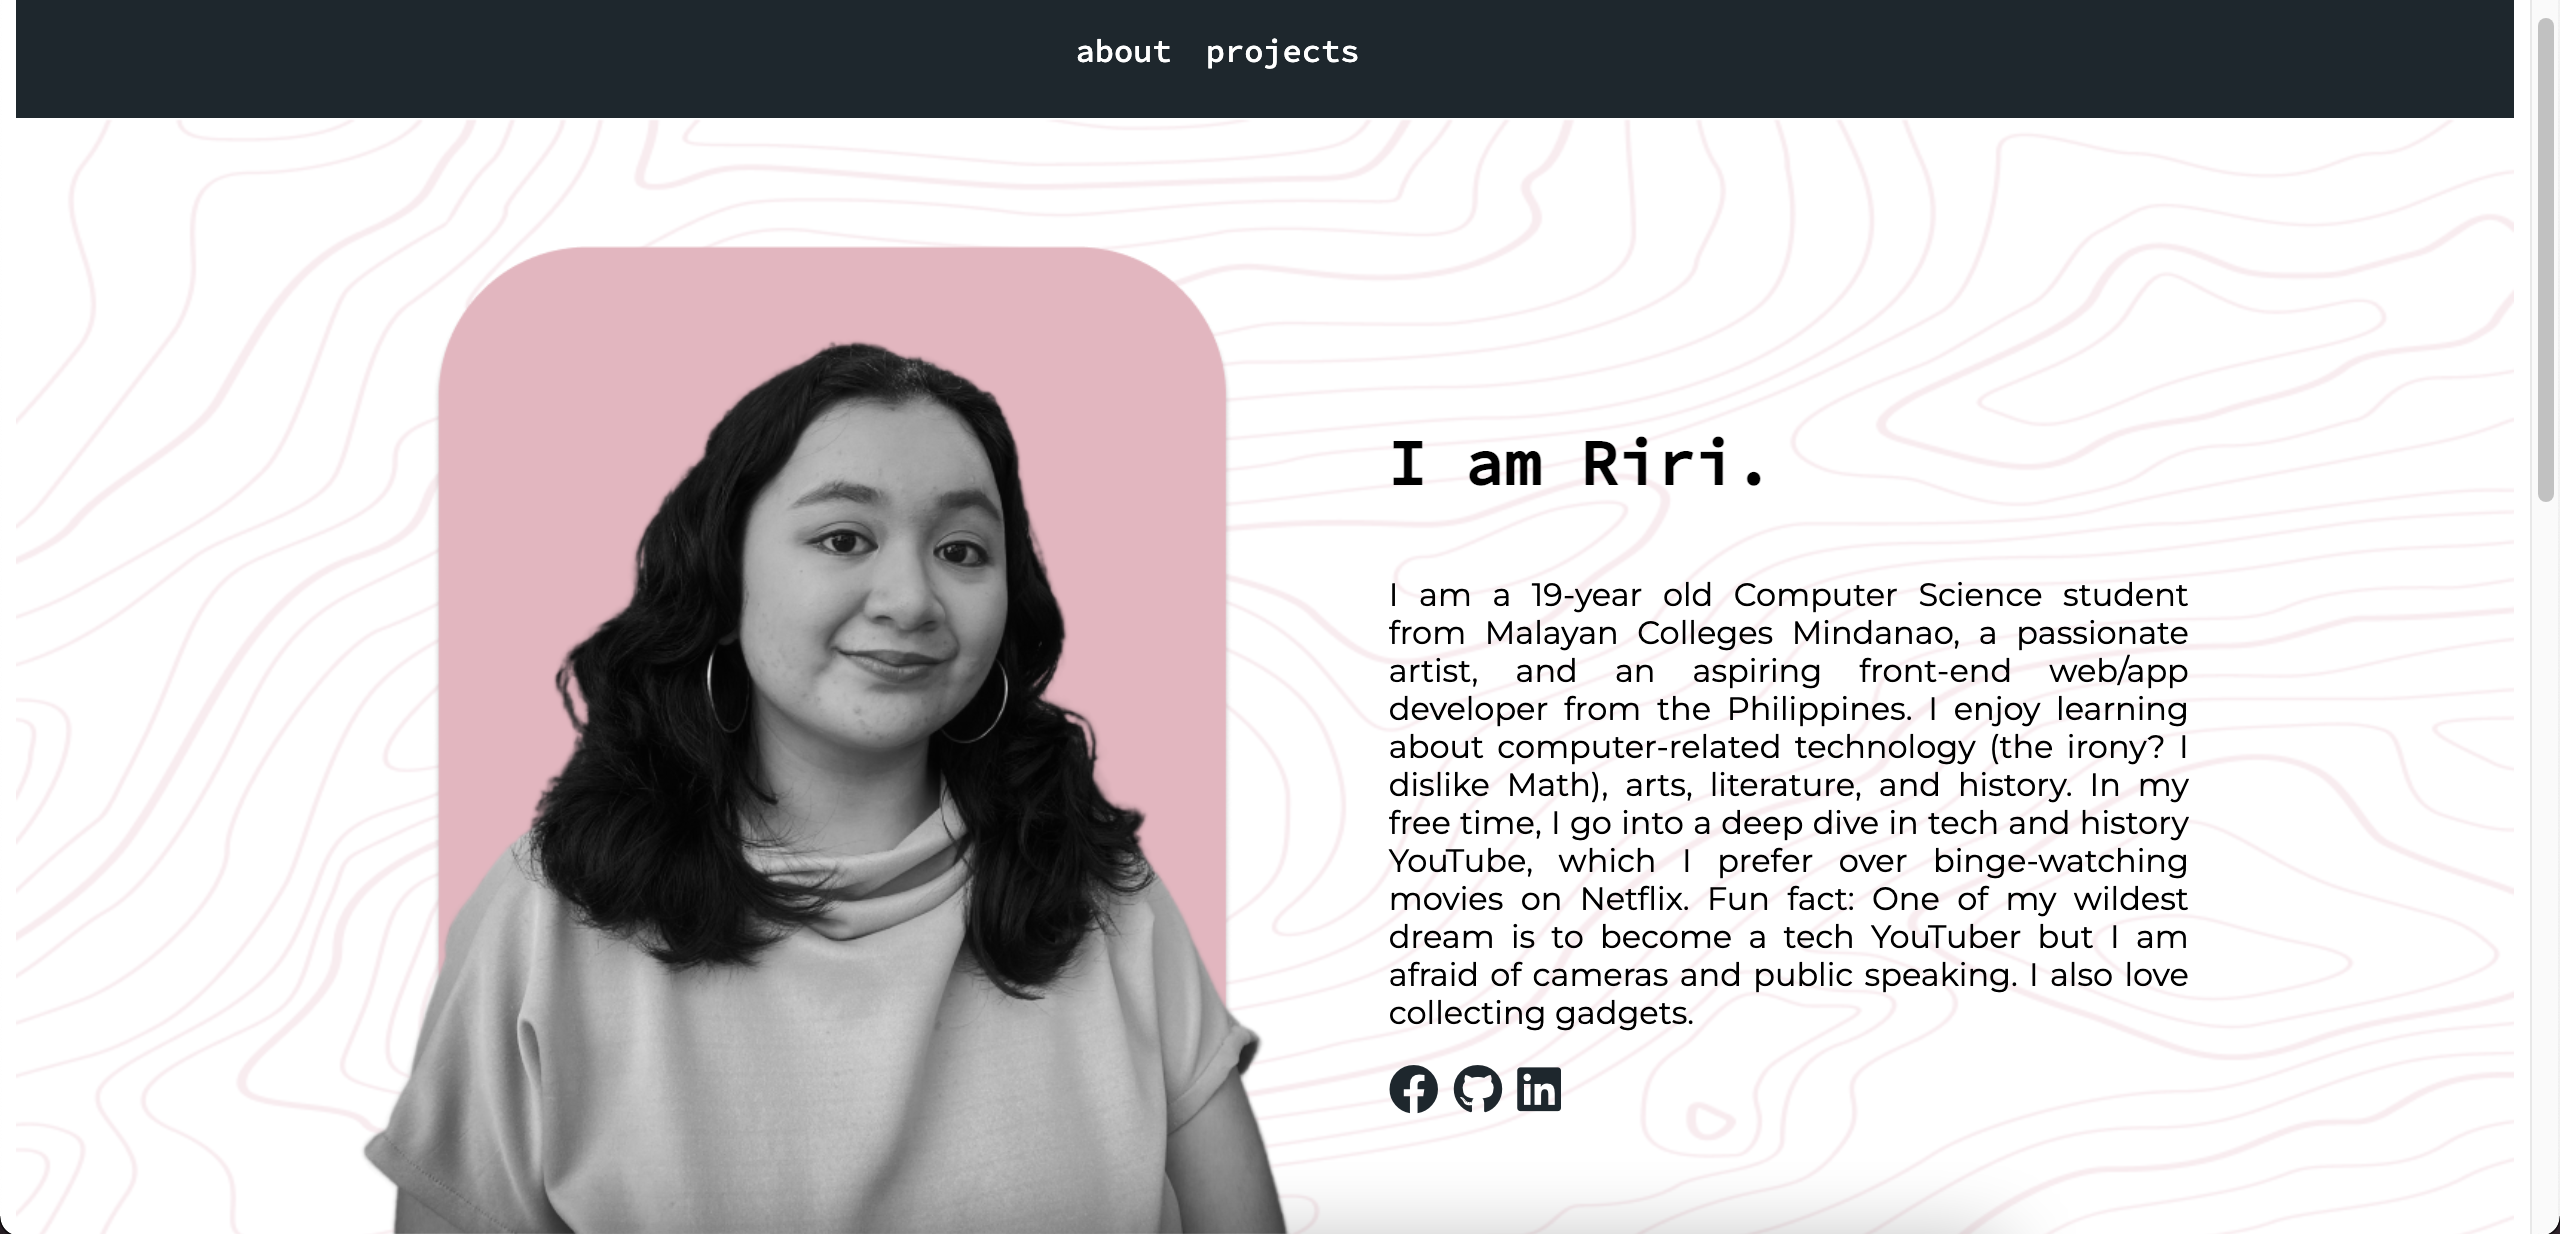 about projects
I am Riri.
I am a 19-year old Computer Science student
from Malayan Colleges Mindanao, a passionate
artist, and an aspiring front-end web/app
developer from the Philippines. I enjoy learning
about computer-related technology (the irony? I
dislike Math), arts, literature, and history. In my
free time, I go into a deep dive in tech and history
YouTube, which I prefer over binge-watching
movies on Netflix. Fun fact: One of my wildest
dream is to become a tech YouTuber but I am
afraid of cameras and public speaking. I also love
collecting gadgets.
in